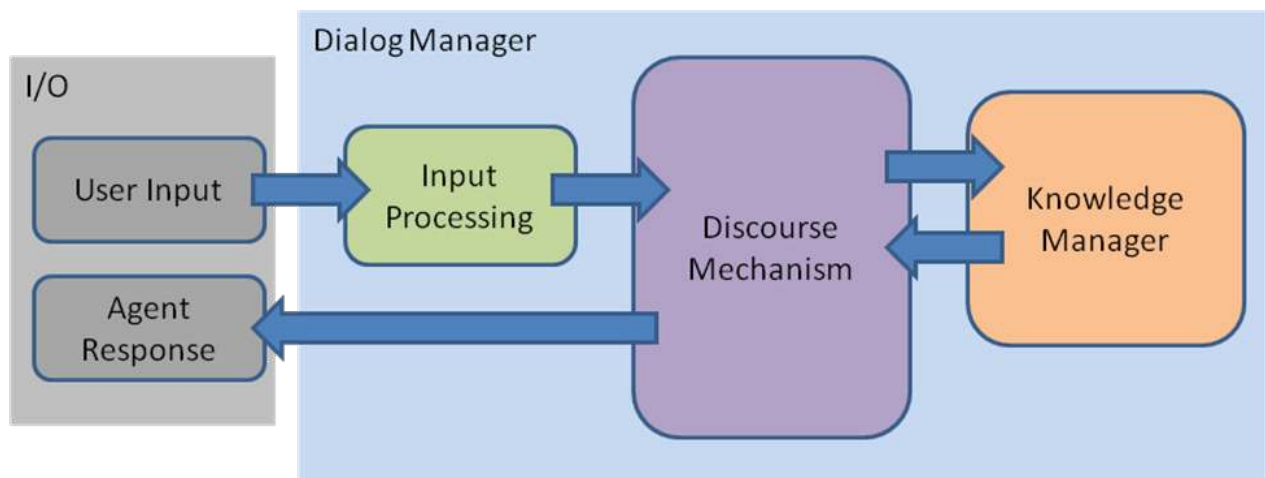 Dialog Manager
I/O
User Input
Input
Processing
Discourse
Mechanism
Knowledge
Manager
Agent
Response